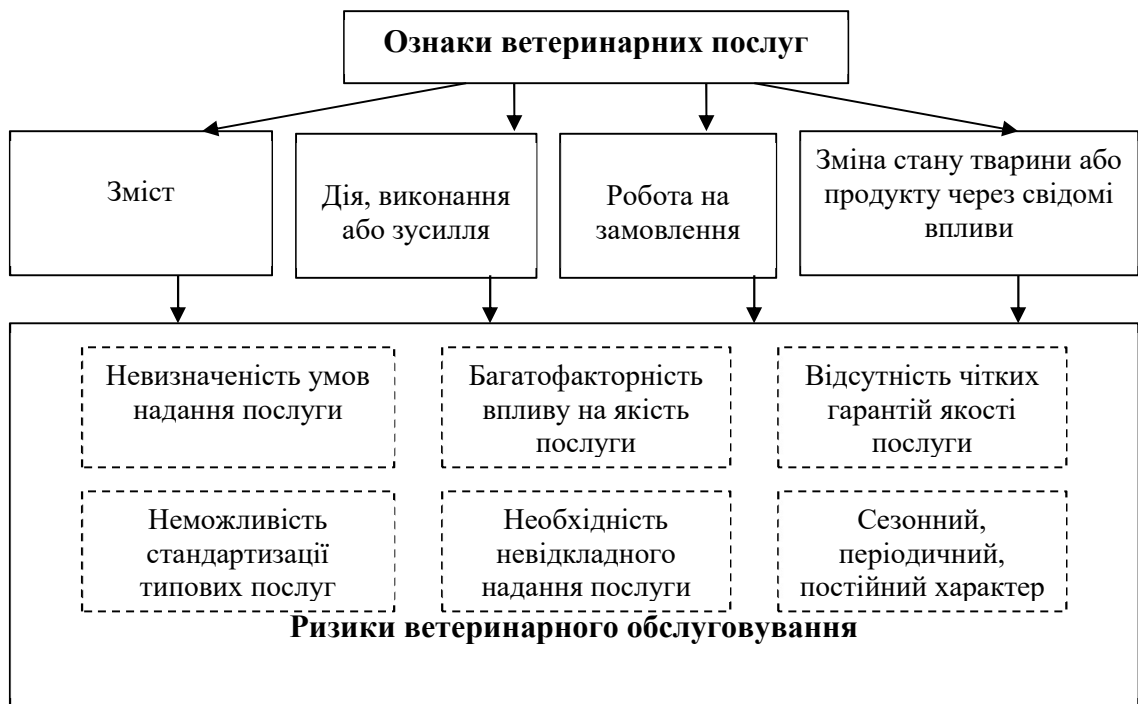 Ознаки ветеринарних послуг
Зміст
Дія, виконання
або зусилля
Робота на
замовлення
Зміна стану тварини або
продукту через свідомі
впливи
Невизначеність умов
надання послуги
Багатофакторність
впливу на якість
послуги
Відсутність чітких
гарантій якості
послуги
Неможливість
стандартизації
типових послуг
Необхідність
невідкладного
надання послуги
Сезонний,
періодичний,
постійний характер
Ризики ветеринарного обслуговування